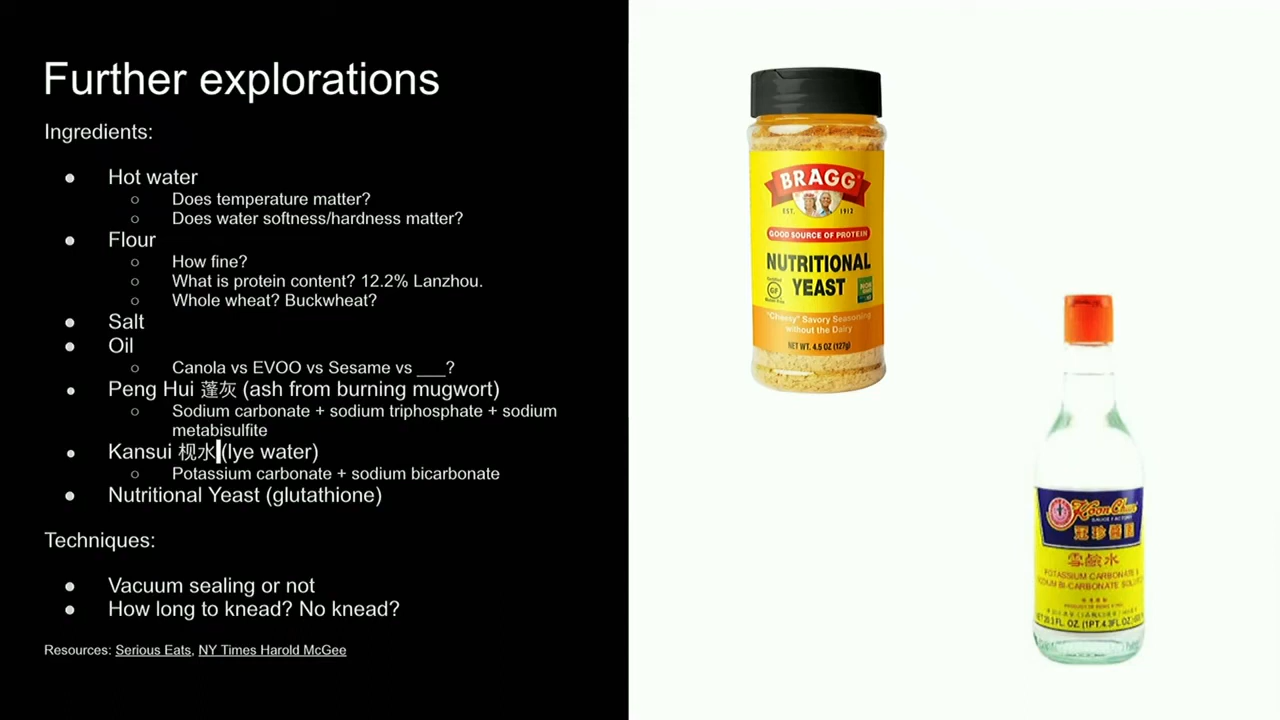 Further explorations
Ingredients:
● Hot water
○ Does temperature matter?
○ Does water softness/hardness matter?
● Flour
○ How fine?
○ What is protein content? 12.2% Lanzhou.
○ Whole wheat? Buckwheat?
● Salt
● Oil
○ Canola vs EVOO vs Sesame vs ___?
● Peng Hui 蓬灰 (ash from burning mugwort)
○ Sodium carbonate + sodium triphosphate + sodium
metabisulfite
● Kansui 枧水 (lye water)
○ Potassium carbonate + sodium bicarbonate
● Nutritional Yeast (glutathione)
Techniques:
● Vacuum sealing or not
● How long to knead? No knead?
Resources: Serious Eats, NY Times Harold McGee
BRAGG
EST. 1912
GOOD SOURCE OF PROTEIN
NUTRITIONAL
YEAST
GF
"Cheesy" Savory Seasoning
without the Dairy
NET WT. 4.5 OZ (127g)
Koon Chun
SAUCE FACTORY
冠珍醬園
雪鹼水
POTASSIUM CARBONATE &
SODIUM BI-CARBONATE SOLUTION